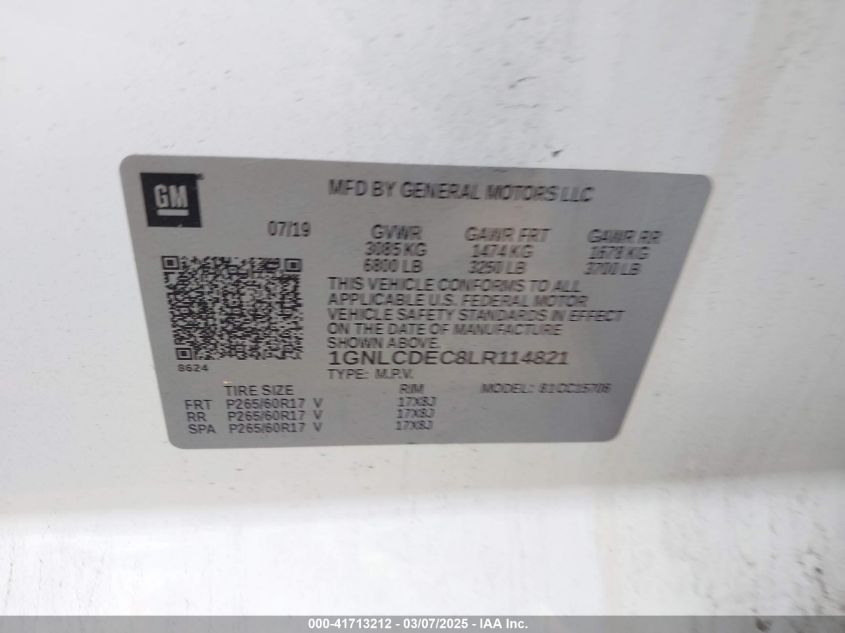 GM
MFD BY GENERAL MOTORS LLC
07/19
GVWR GAWR FRT GAWR RR
3085 KG 1474 KG 1678 KG
6800 LB 3250 LB 3700 LB
THIS VEHICLE CONFORMS TO ALL
APPLICABLE U.S. FEDERAL MOTOR
VEHICLE SAFETY STANDARDS IN EFFECT
ON THE DATE OF MANUFACTURE
SHOWN ABOVE.
8624
1GNLCDEC8LR114821
TYPE: M.P.V.
TIRE SIZE RIM MODEL:
FRT P265/60R17 V 17X8J
RR P265/60R17 V 17X8J
SPA P265/60R17 V 17X8J
000-41713212 - 03/07/2025 - IAA Inc.